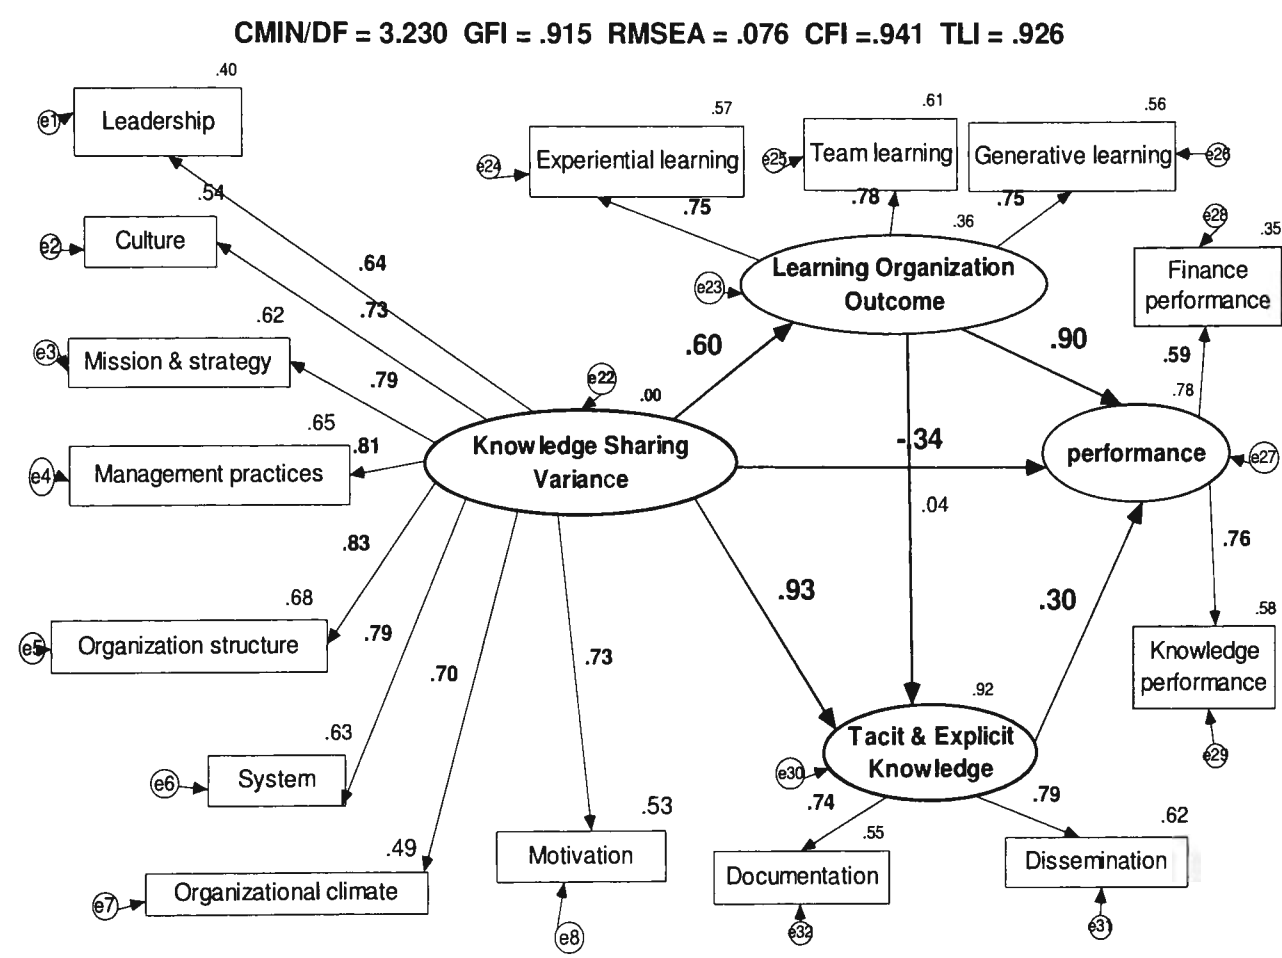 CMIN/DF = 3.230 GFI = .915 RMSEA = .076 CFI =.941 TLI = .926
.40
e1
Leadership
.54
e2
Culture
.64
.73
.62
e3
Mission & strategy
.79
.65
e4
Management practices
.81
.83
.68
e5
Organization structure
.79
.63
e6
System
.70
.49
e7
Organizational climate
.73
.53
Motivation
e8
e22
.00
Knowledge Sharing
Variance
.57
e24
Experiential learning
.75
.61
e25
Team learning
.78
.56
Generative learning
e26
.75
.36
e23
Learning Organization
Outcome
.60
.90
-.34
.04
.93
.30
e28
.35
Finance
performance
.59
.78
performance
e27
.76
.58
Knowledge
performance
e29
.92
Tacit & Explicit
Knowledge
e30
.74
.79
.55
Documentation
e32
.62
Dissemination
e31